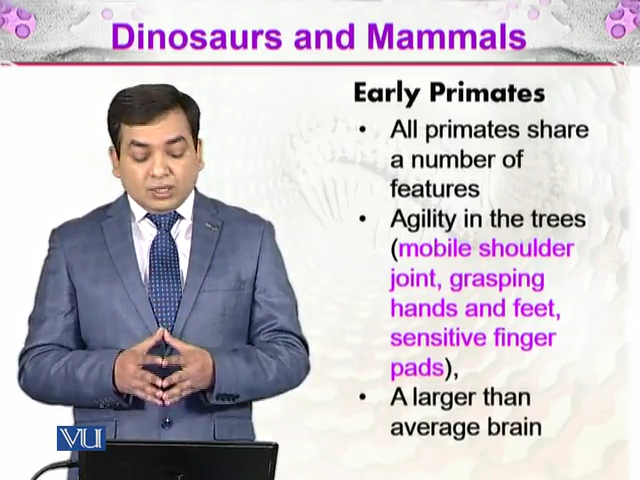 Dinosaurs and Mammals
Early Primates
• All primates share
a number of
features
• Agility in the trees
(mobile shoulder
joint, grasping
hands and feet,
sensitive finger
pads),
• A larger than
average brain
VU